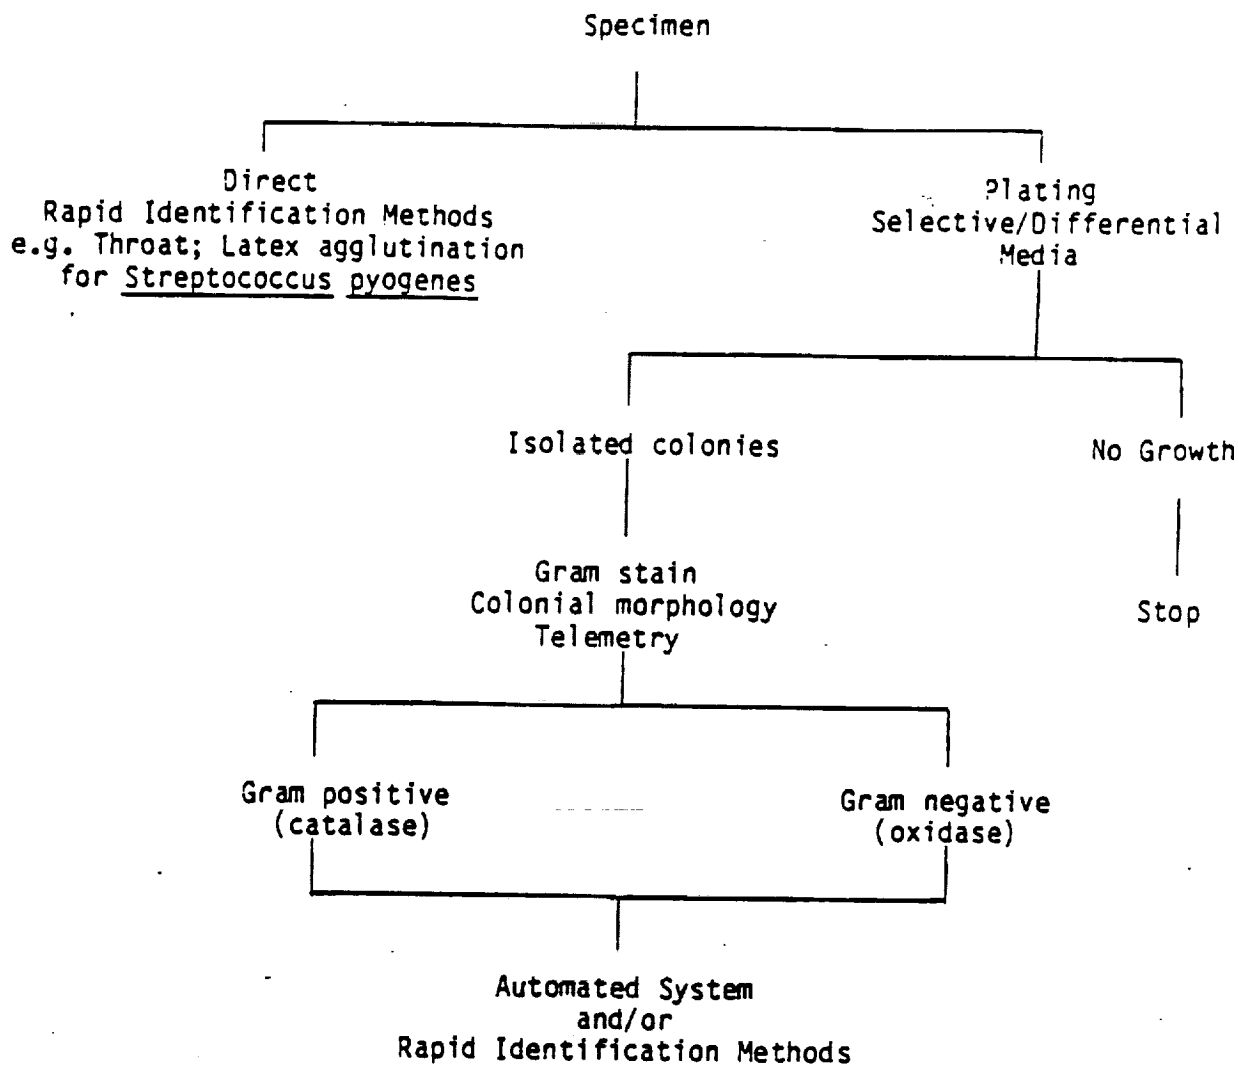 Specimen
Direct
Rapid Identification Methods
e.g. Throat; Latex agglutination
for Streptococcus pyogenes
Plating
Selective/Differential
Media
Isolated colonies
No Growth
Gram stain
Colonial morphology
Telemetry
Stop
Gram positive
(catalase)
Gram negative
(oxidase)
Automated System
and/or
Rapid Identification Methods